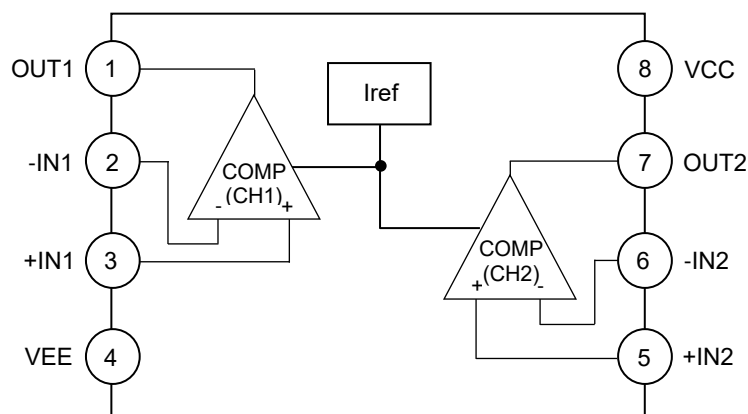 OUT1 1
-IN1 2
+IN1 3
VEE 4
Iref
COMP
(CH1)
- +
COMP
(CH2)
+ -
8 VCC
7 OUT2
6 -IN2
5 +IN2